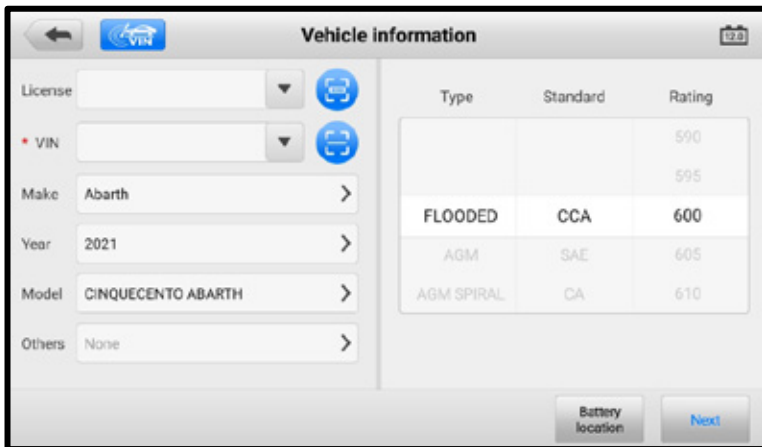 VIN
Vehicle information
12.0
License
* VIN
Make Abarth
Year 2021
Model CINQUECENTO ABARTH
Others None
Type Standard Rating
590
595
FLOODED CCA 600
AGM SAE 605
AGM SPIRAL CA 610
Battery
location
Next